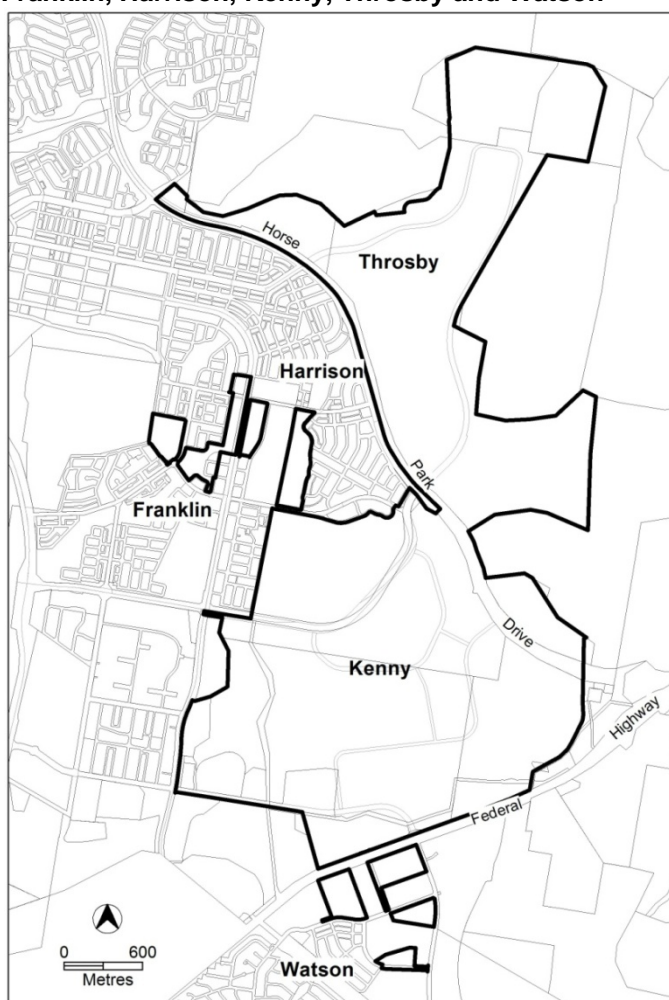 Franklin, Harrison, Kenny, Throsby and Watson
Horse
Throsby
Harrison
Park
Franklin
Drive
Kenny
Highway
Federal
0 600
Metres
Watson